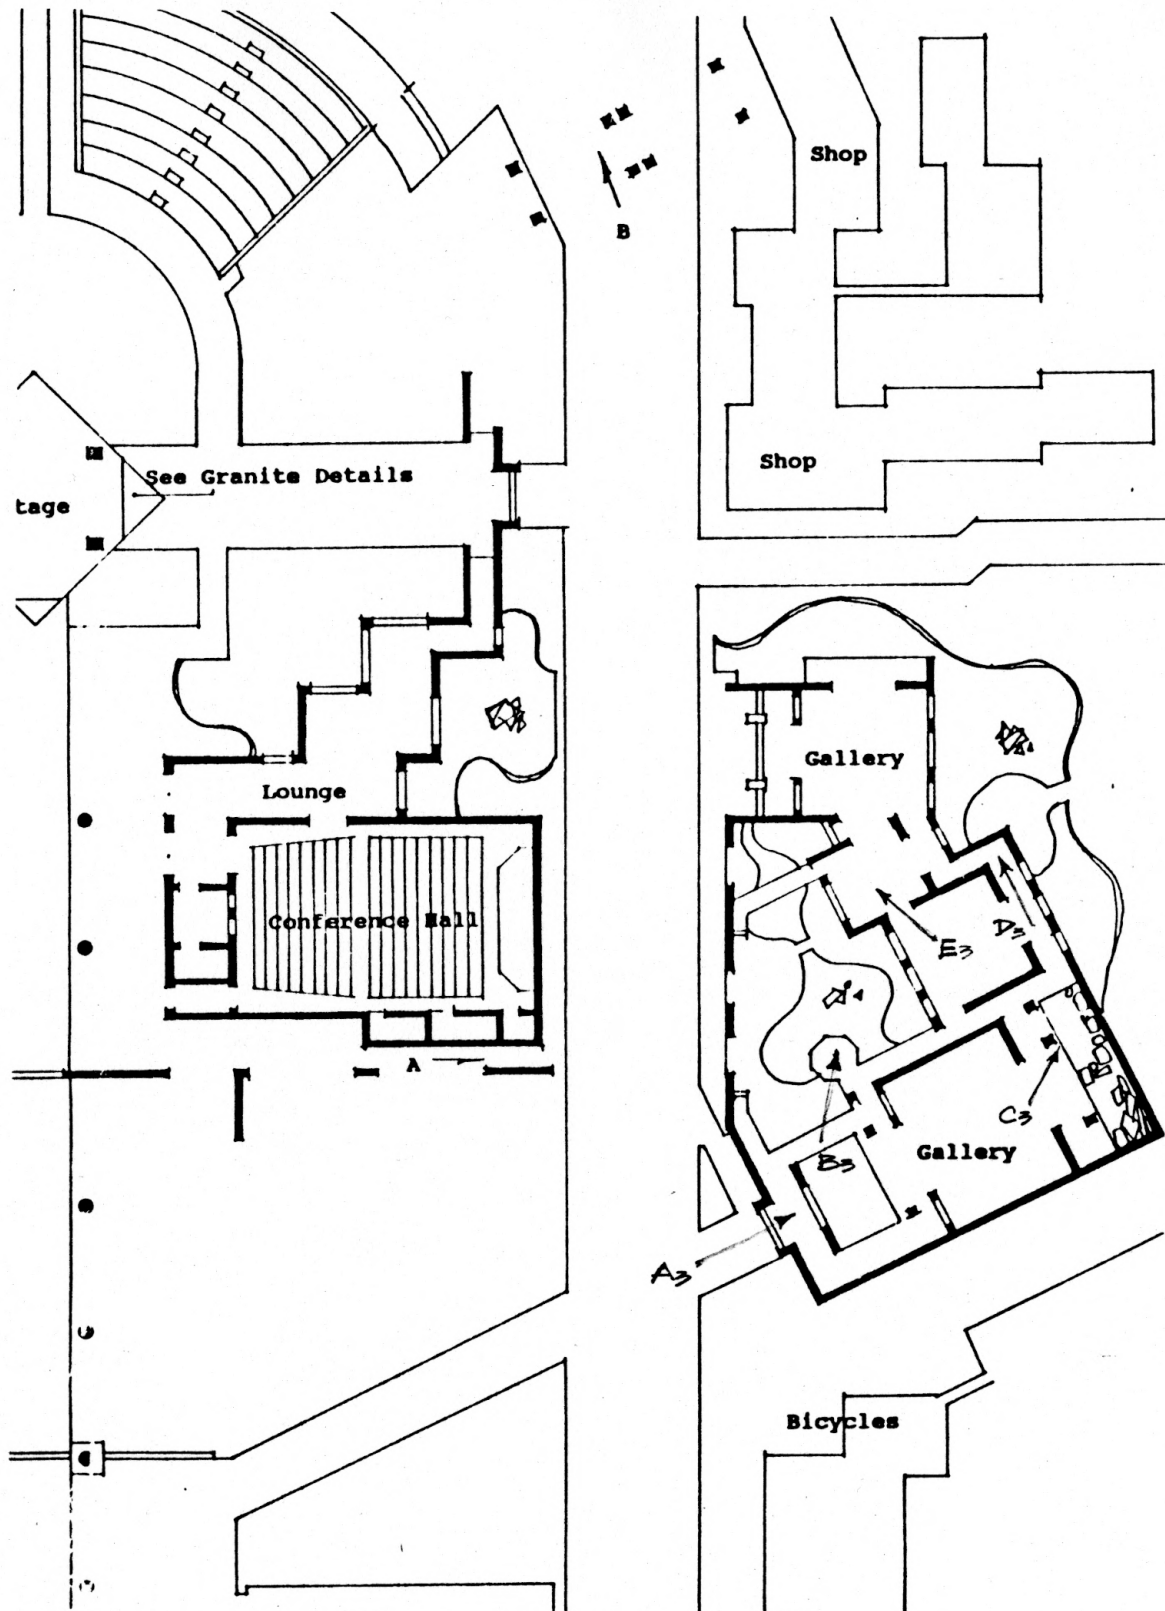 Shop
B
Shop
See Granite Details
tage
Gallery
Lounge
Conference Hall
D3
E3
A
C3
Gallery
B3
A3
Bicycles